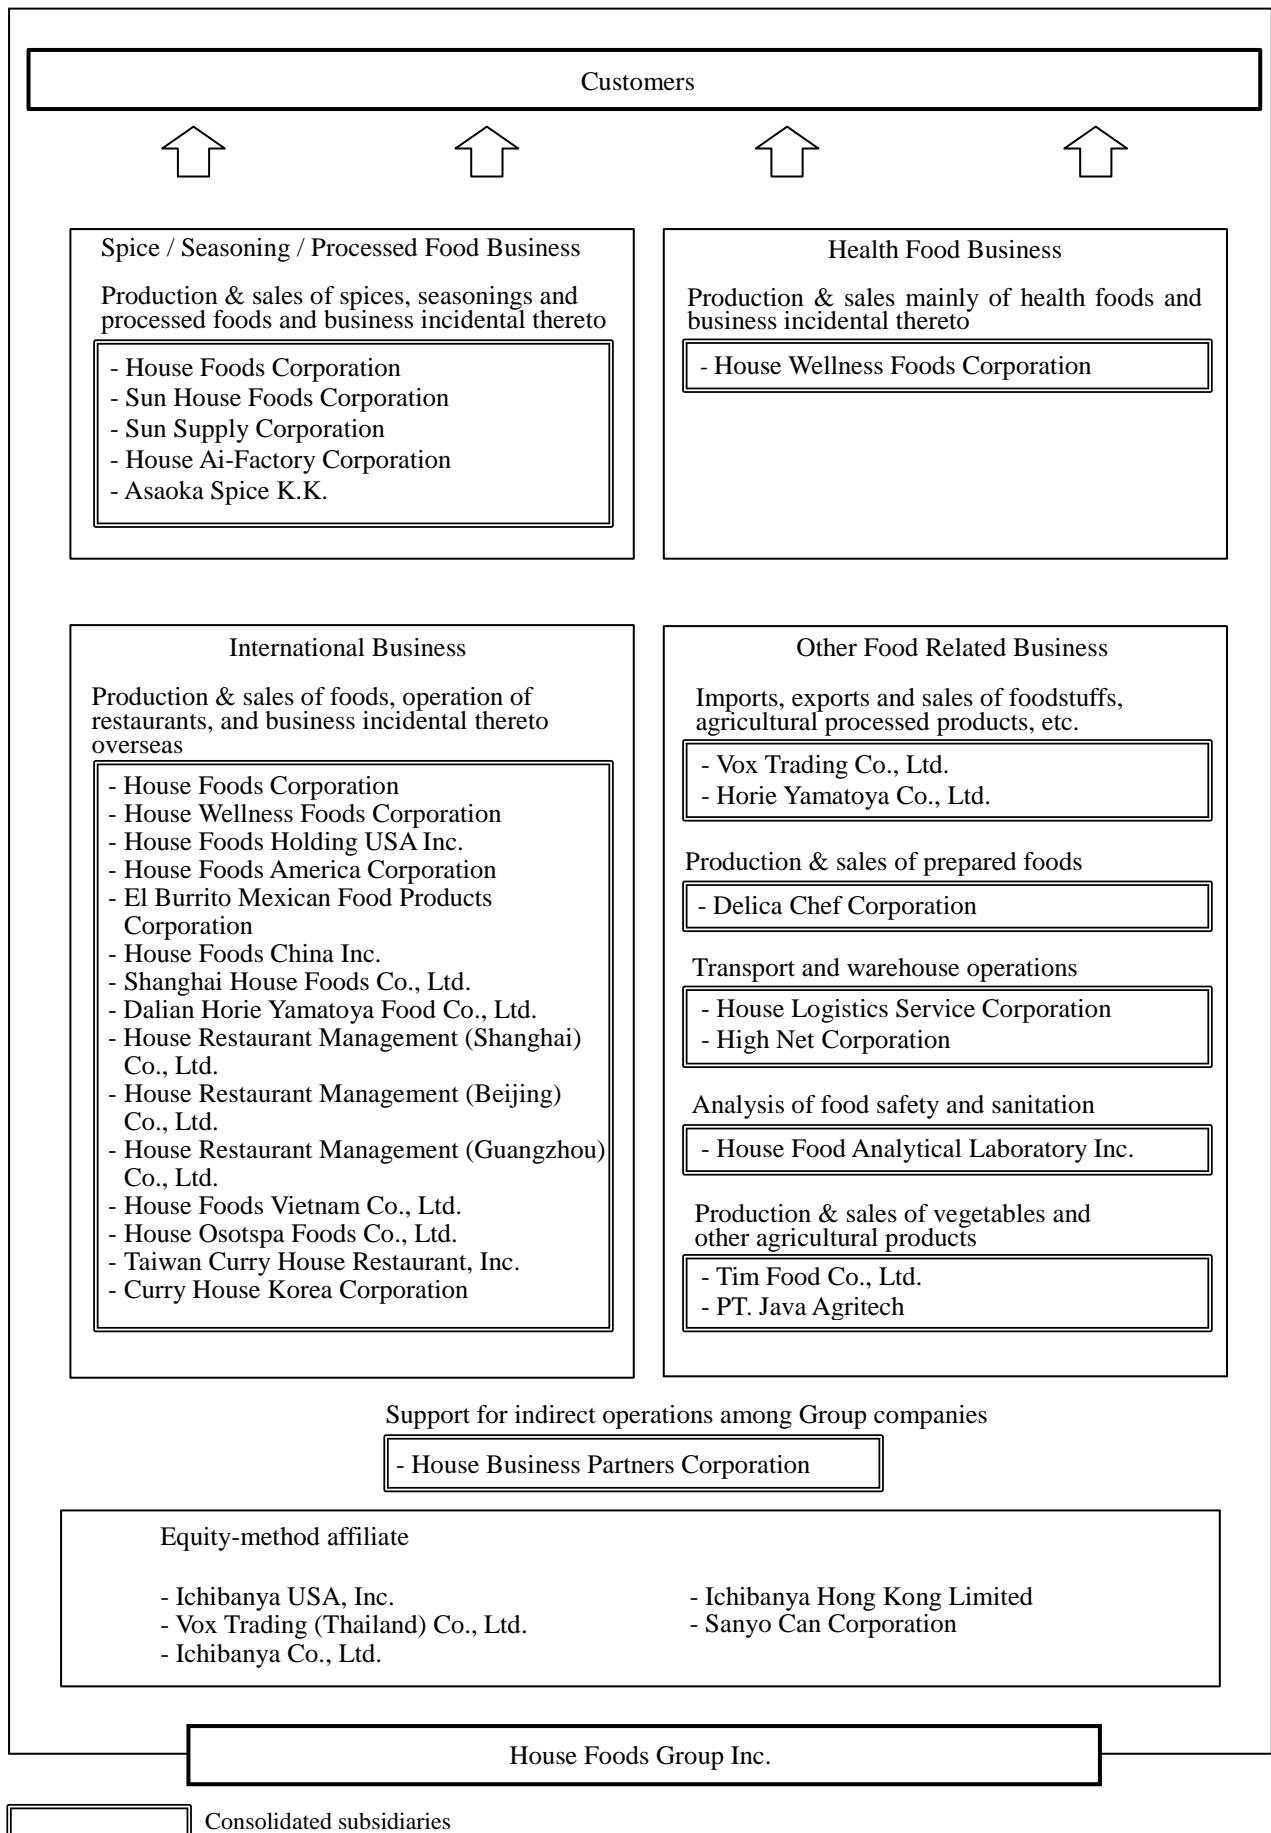 Customers
Spice / Seasoning / Processed Food Business
Production & sales of spices, seasonings and
processed foods and business incidental thereto
- House Foods Corporation
- Sun House Foods Corporation
- Sun Supply Corporation
- House Ai-Factory Corporation
- Asaoka Spice K.K.
Health Food Business
Production & sales mainly of health foods and
business incidental thereto
- House Wellness Foods Corporation
International Business
Production & sales of foods, operation of
restaurants, and business incidental thereto
overseas
- House Foods Corporation
- House Wellness Foods Corporation
- House Foods Holding USA Inc.
- House Foods America Corporation
- El Burrito Mexican Food Products
Corporation
- House Foods China Inc.
- Shanghai House Foods Co., Ltd.
- Dalian Horie Yamatoya Food Co., Ltd.
- House Restaurant Management (Shanghai)
Co., Ltd.
- House Restaurant Management (Beijing)
Co., Ltd.
- House Restaurant Management (Guangzhou)
Co., Ltd.
- House Foods Vietnam Co., Ltd.
- House Osotspa Foods Co., Ltd.
- Taiwan Curry House Restaurant, Inc.
- Curry House Korea Corporation
Other Food Related Business
Imports, exports and sales of foodstuffs,
agricultural processed products, etc.
- Vox Trading Co., Ltd.
- Horie Yamatoya Co., Ltd.
Production & sales of prepared foods
- Delica Chef Corporation
Transport and warehouse operations
- House Logistics Service Corporation
- High Net Corporation
Analysis of food safety and sanitation
- House Food Analytical Laboratory Inc.
Production & sales of vegetables and
other agricultural products
- Tim Food Co., Ltd.
- PT. Java Agritech
Support for indirect operations among Group companies
- House Business Partners Corporation
Equity-method affiliate
- Ichibanya USA, Inc.
- Vox Trading (Thailand) Co., Ltd.
- Ichibanya Co., Ltd.
- Ichibanya Hong Kong Limited
- Sanyo Can Corporation
House Foods Group Inc.
Consolidated subsidiaries